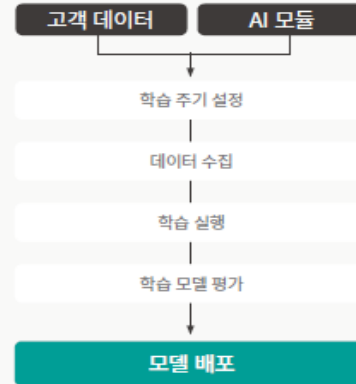 고객 데이터
AI 모듈
학습 주기 설정
데이터 수집
학습 실행
학습 모델 평가
모델 배포